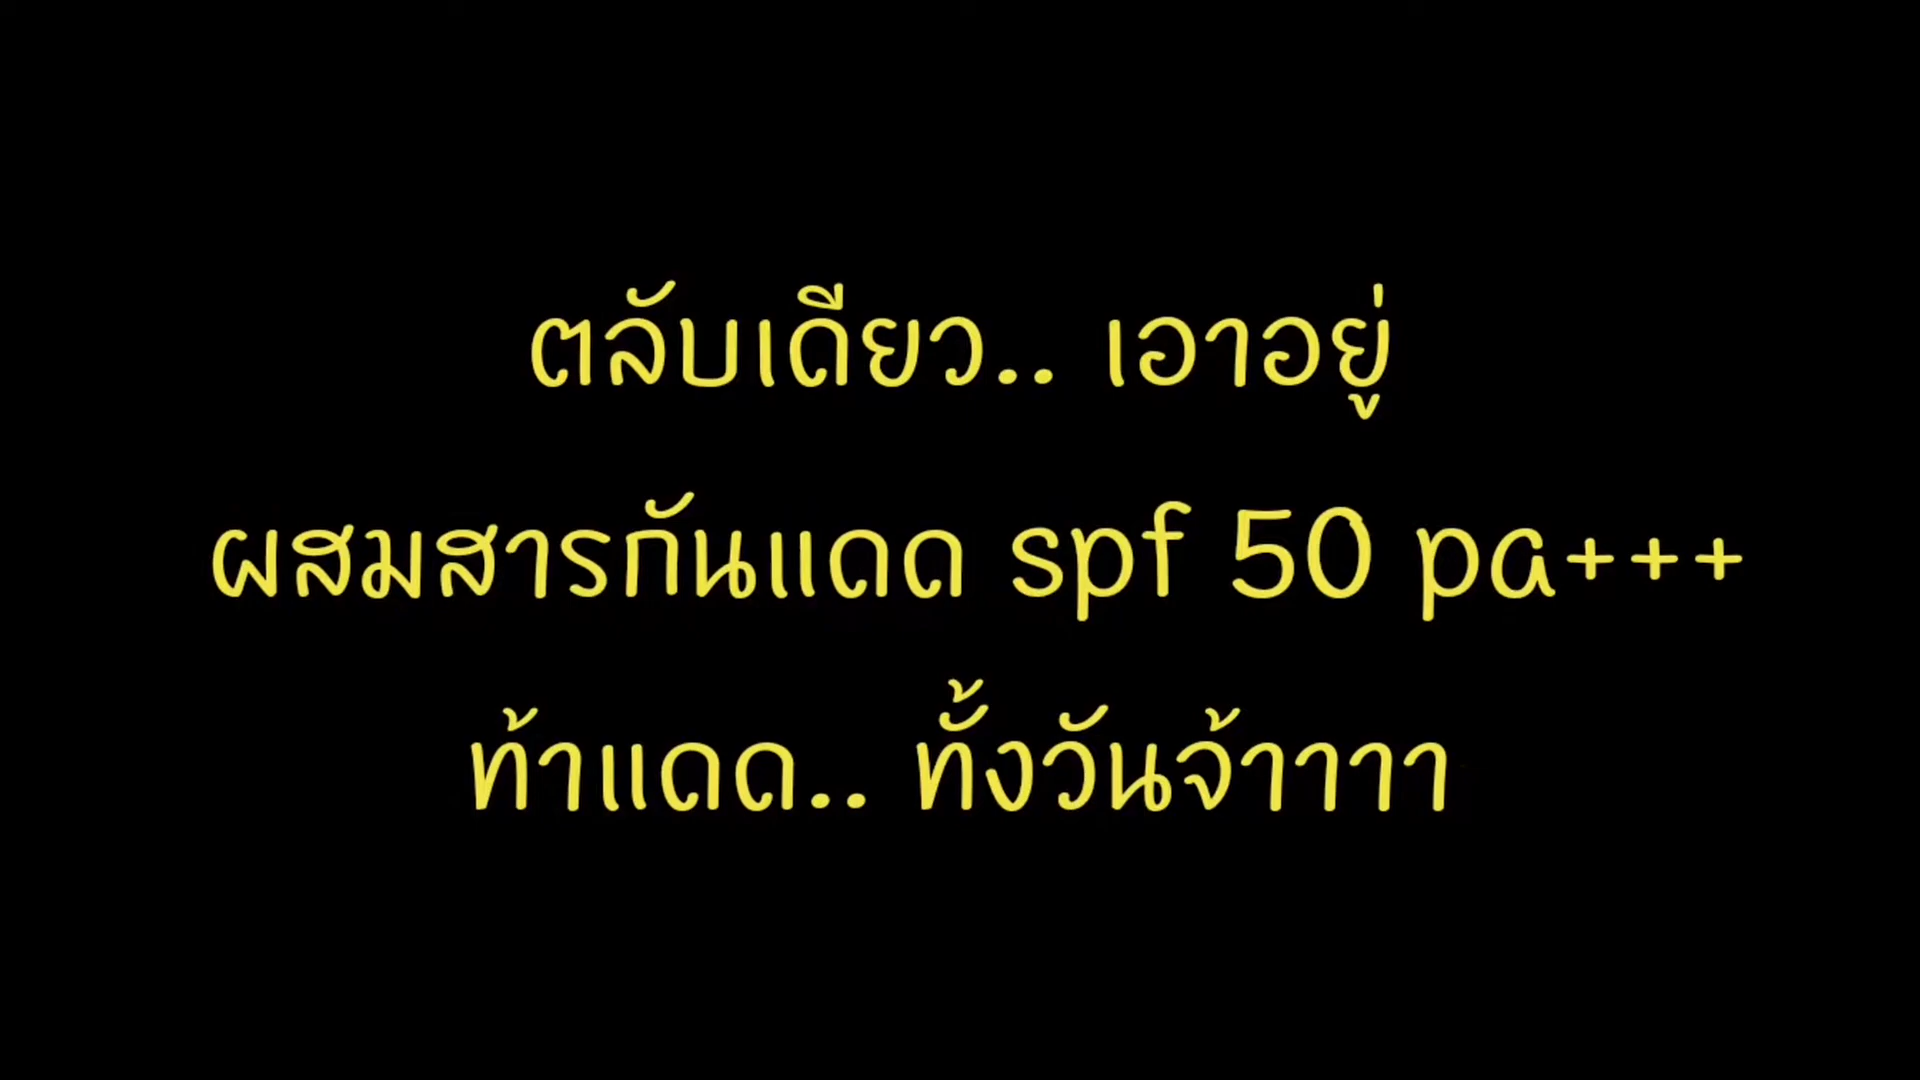 ตลับเดียว.. เอาอยู่
ผสมสารกันแดด spf 50 pa+++
ท้าแดด.. ทั้งวันจ้าาาาา